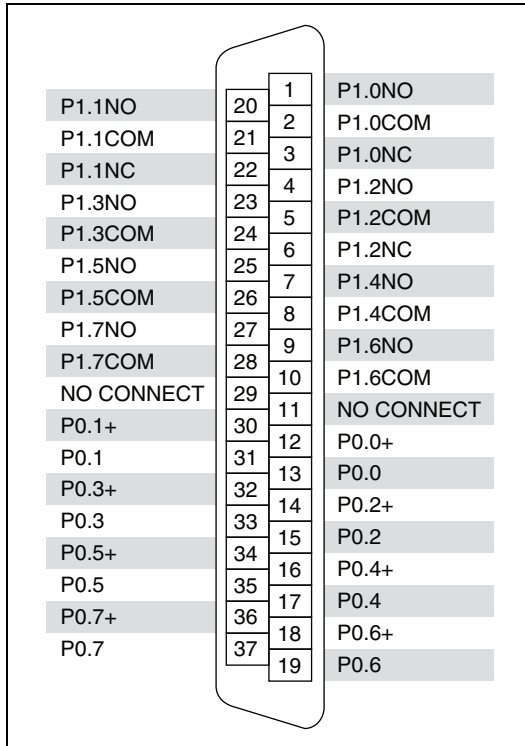 1 P1.0NO
P1.1NO 20
2 P1.0COM
P1.1COM 21
3 P1.0NC
P1.1NC 22
4 P1.2NO
P1.3NO 23
5 P1.2COM
P1.3COM 24
6 P1.2NC
P1.5NO 25
7 P1.4NO
P1.5COM 26
8 P1.4COM
P1.7NO 27
9 P1.6NO
P1.7COM 28
10 P1.6COM
NO CONNECT 29
11 NO CONNECT
P0.1+ 30
12 P0.0+
P0.1 31
13 P0.0
P0.3+ 32
14 P0.2+
P0.3 33
15 P0.2
P0.5+ 34
16 P0.4+
P0.5 35
17 P0.4
P0.7+ 36
18 P0.6+
P0.7 37
19 P0.6